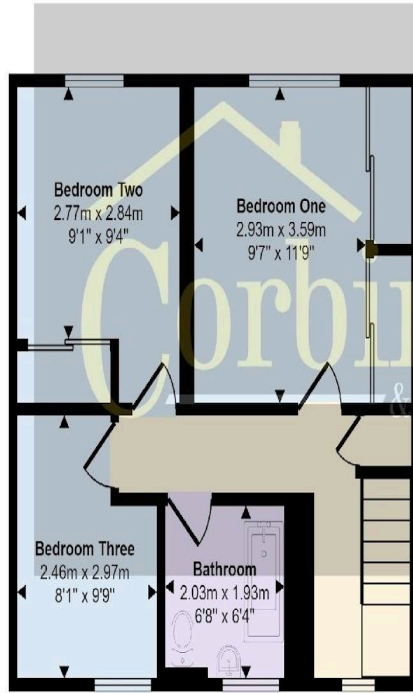 Bedroom Two
2.77m x 2.84m
9'1" x 9'4"
Bedroom One
2.93m x 3.59m
9'7" x 11'9"
Corbin
&
Bedroom Three
2.46m x 2.97m
8'1" x 9'9"
Bathroom
2.03m x 1.93m
6'8" x 6'4"